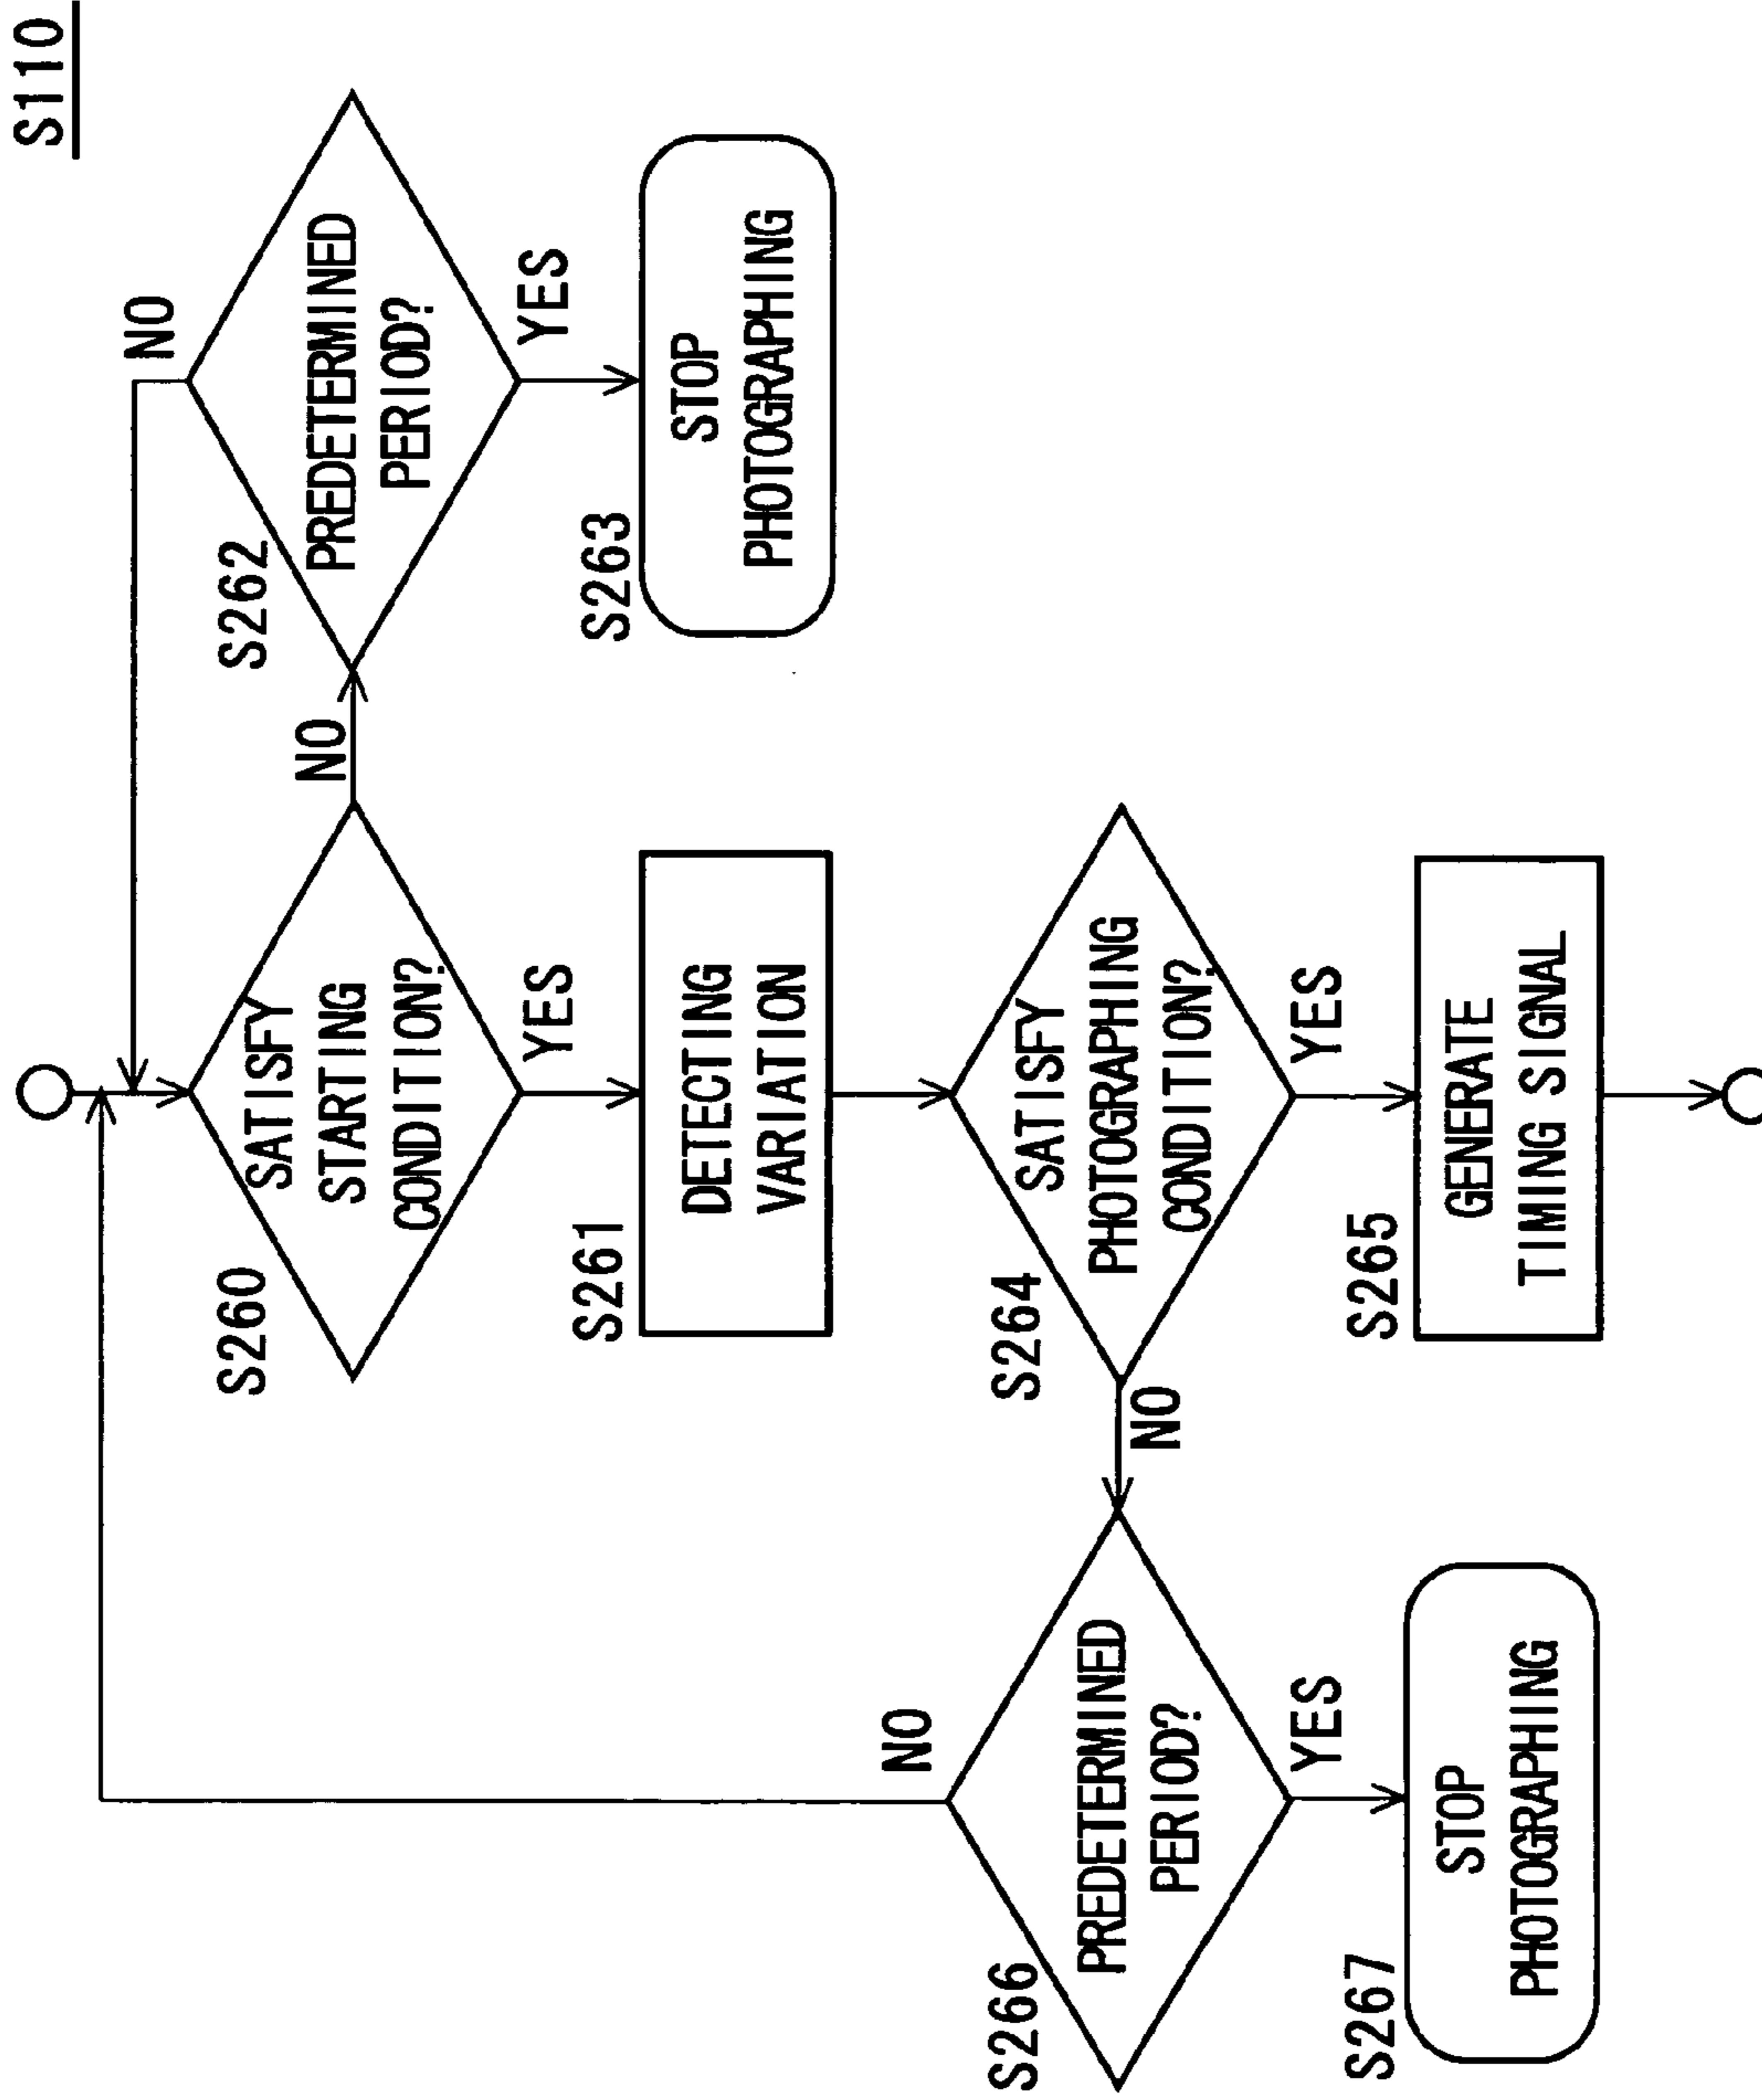 S110
S260
SATISFY
STARTING
CONDITION?
NO
YES
S262
PREDETERMINED
PERIOD?
NO
YES
S261
DETECTING
VARIATION
S263
STOP
PHOTOGRAPHING
S264
SATISFY
PHOTOGRAPHING
CONDITION?
NO
YES
S266
PREDETERMINED
PERIOD?
NO
YES
S265
GENERATE
TIMING SIGNAL
S267
STOP
PHOTOGRAPHING